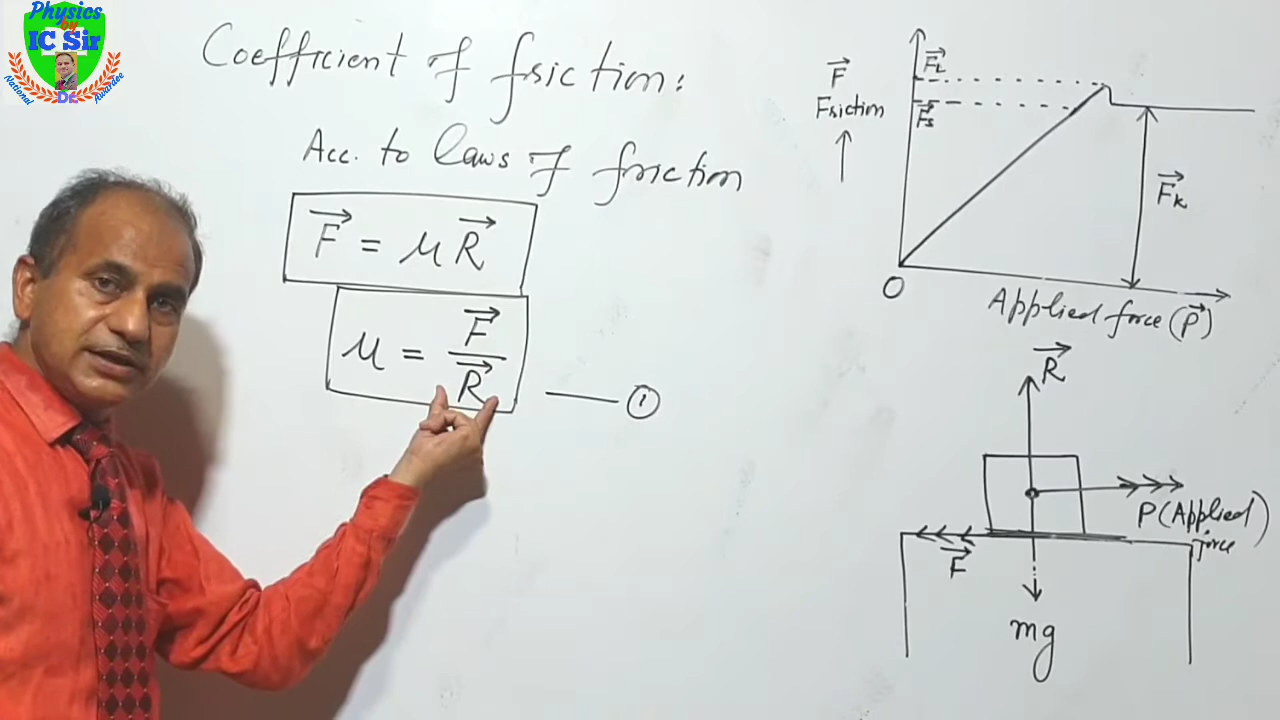 Physics
by
IC Sir
National Awardee
DE
Coefficient of friction:
Acc. to laws of friction
F = μR
μ = F/R —— ①
F
Friction
FL
Fs
Fk
O
Applied force (P)
R
P (Applied force
F
mg